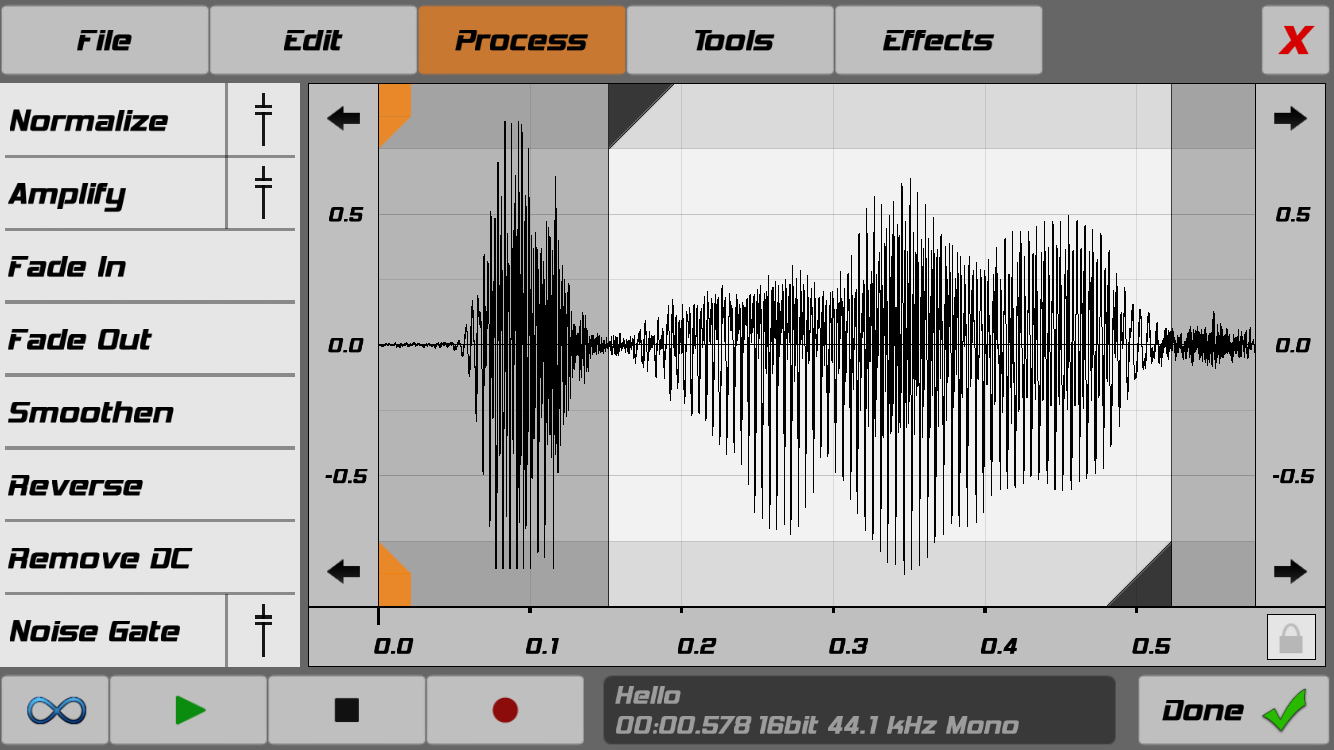 File Edit Process Tools Effects X
Normalize
Amplify
Fade In
Fade Out
Smoothen
Reverse
Remove DC
Noise Gate
0.5 0.5
0.0 0.0
-0.5 -0.5
0.0 0.1 0.2 0.3 0.4 0.5
Hello
00:00.578 16bit 44.1 kHz Mono
Done